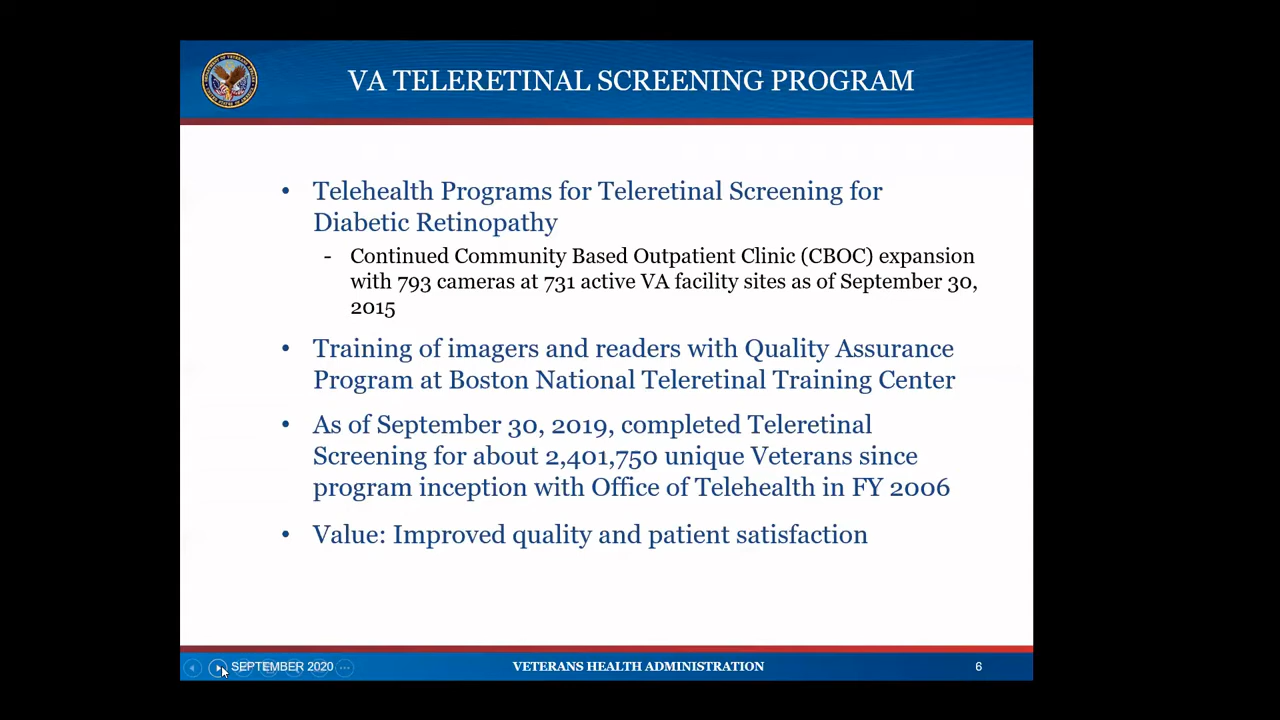 VA TELERETINAL SCREENING PROGRAM
• Telehealth Programs for Teleretinal Screening for
Diabetic Retinopathy
- Continued Community Based Outpatient Clinic (CBOC) expansion
with 793 cameras at 731 active VA facility sites as of September 30,
2015
• Training of imagers and readers with Quality Assurance
Program at Boston National Teleretinal Training Center
• As of September 30, 2019, completed Teleretinal
Screening for about 2,401,750 unique Veterans since
program inception with Office of Telehealth in FY 2006
• Value: Improved quality and patient satisfaction
SEPTEMBER 2020
VETERANS HEALTH ADMINISTRATION
6